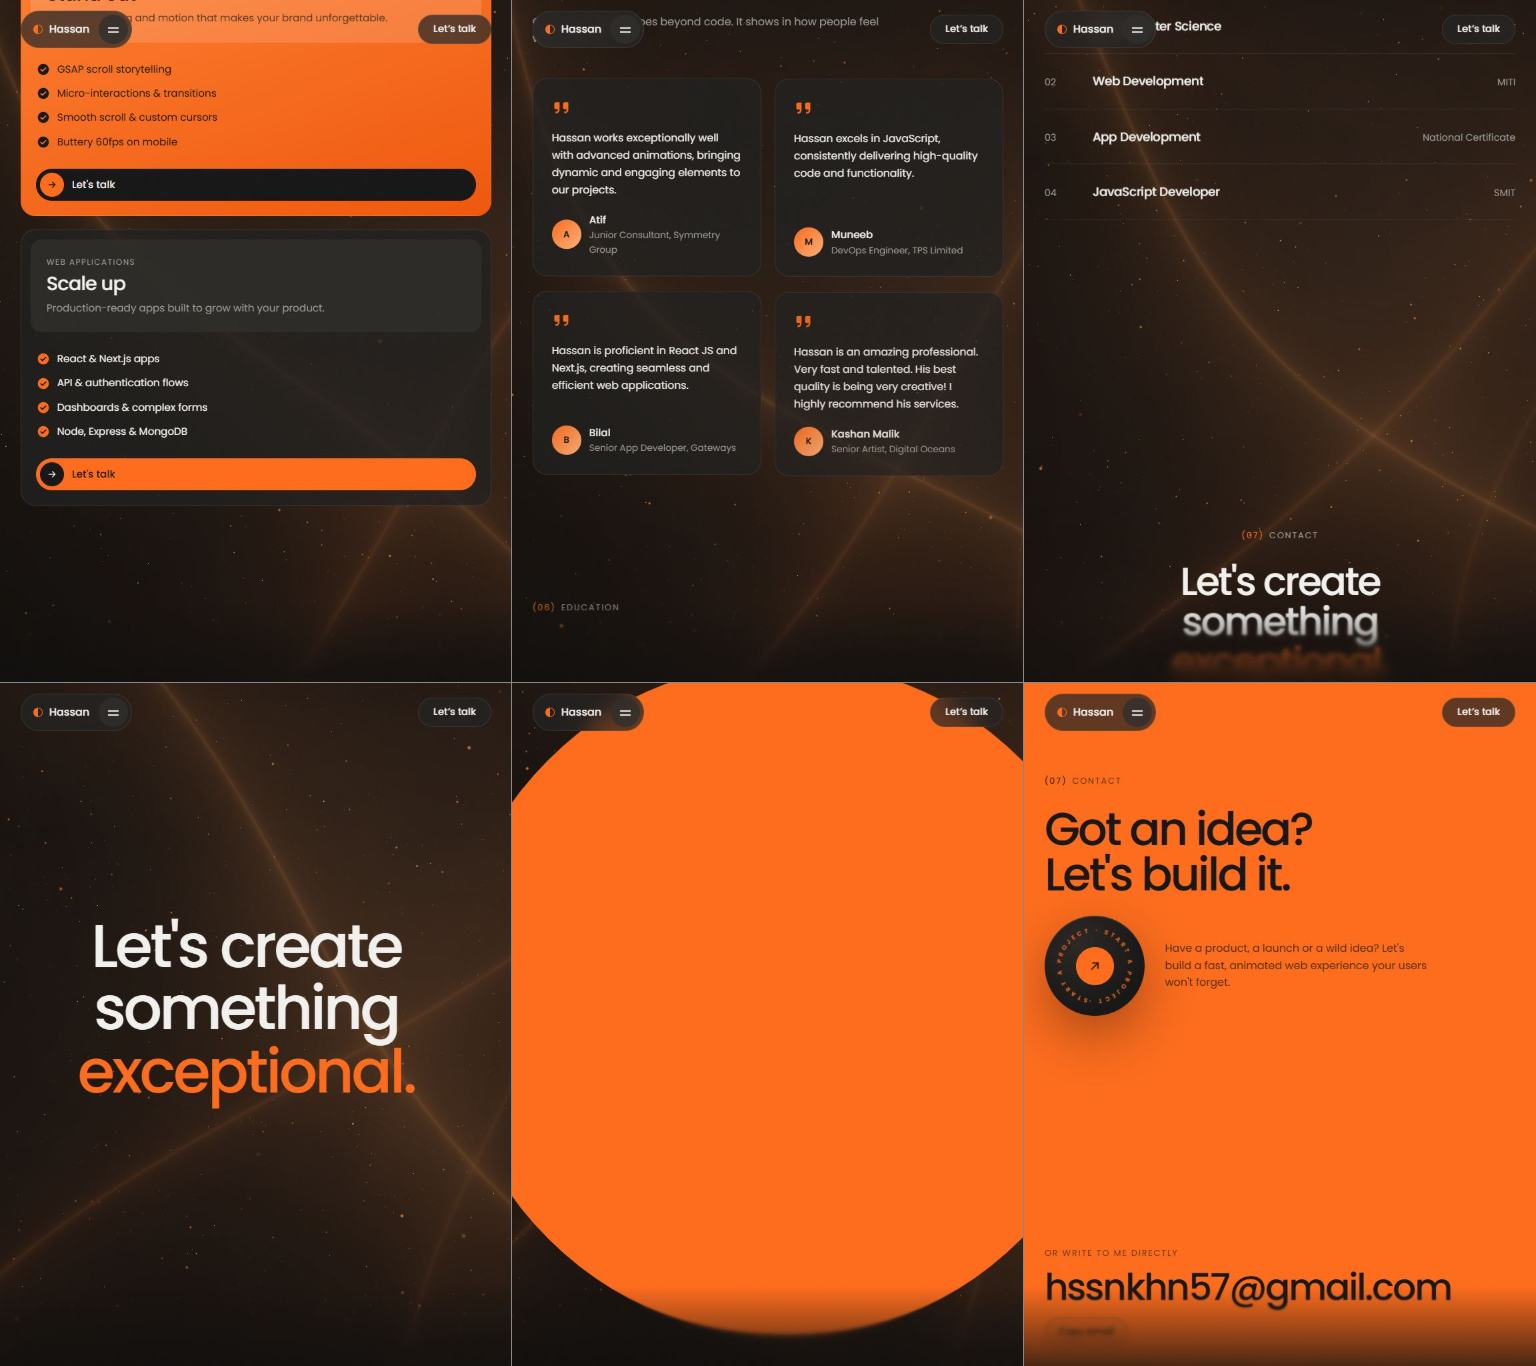 and motion that makes your brand unforgettable.
Hassan
Let's talk
GSAP scroll storytelling
Micro-interactions & transitions
Smooth scroll & custom cursors
Buttery 60fps on mobile
Let's talk
WEB APPLICATIONS
Scale up
Production-ready apps built to grow with your product.
React & Next.js apps
API & authentication flows
Dashboards & complex forms
Node, Express & MongoDB
Let's talk
beyond code. It shows in how people feel
Hassan
Let's talk
Hassan works exceptionally well
with advanced animations, bringing
dynamic and engaging elements to
our projects.
Atif
A
Junior Consultant, Symmetry
Group
Hassan excels in JavaScript,
consistently delivering high-quality
code and functionality.
Muneeb
M
DevOps Engineer, TPS Limited
Hassan is proficient in React JS and
Next.js, creating seamless and
efficient web applications.
Bilal
B
Senior App Developer, Gateways
Hassan is an amazing professional.
Very fast and talented. His best
quality is being very creative! I
highly recommend his services.
Kashan Malik
K
Senior Artist, Digital Oceans
(06) EDUCATION
Science
Hassan
Let's talk
02 Web Development MITI
03 App Development National Certificate
04 JavaScript Developer SMIT
(07) CONTACT
Let's create
something
exceptional
Hassan
Let's talk
Let's create
something
exceptional.
Hassan
Let's talk
Hassan
Let's talk
(07) CONTACT
Got an idea?
Let's build it.
START A PROJECT · START A PROJECT ·
Have a product, a launch or a wild idea? Let's
build a fast, animated web experience your users
won't forget.
OR WRITE TO ME DIRECTLY
hssnkhn57@gmail.com
Copy email